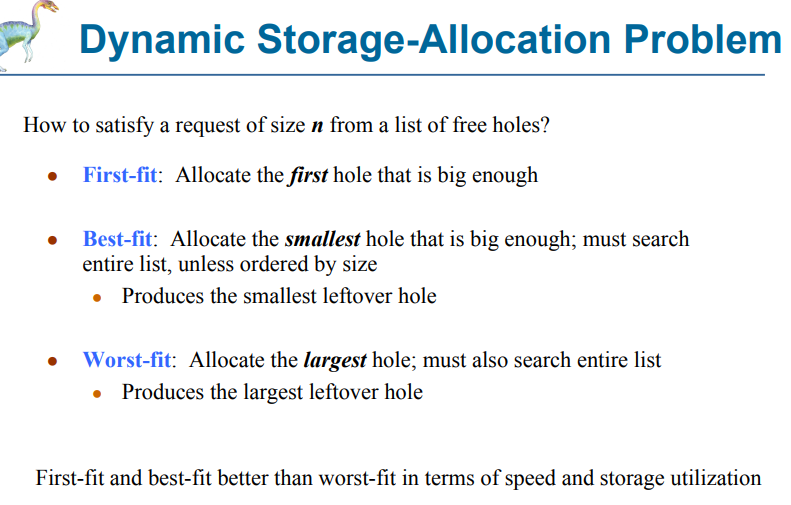 Dynamic Storage-Allocation Problem
How to satisfy a request of size n from a list of free holes?
● First-fit: Allocate the first hole that is big enough
● Best-fit: Allocate the smallest hole that is big enough; must search
entire list, unless ordered by size
● Produces the smallest leftover hole
● Worst-fit: Allocate the largest hole; must also search entire list
● Produces the largest leftover hole
First-fit and best-fit better than worst-fit in terms of speed and storage utilization